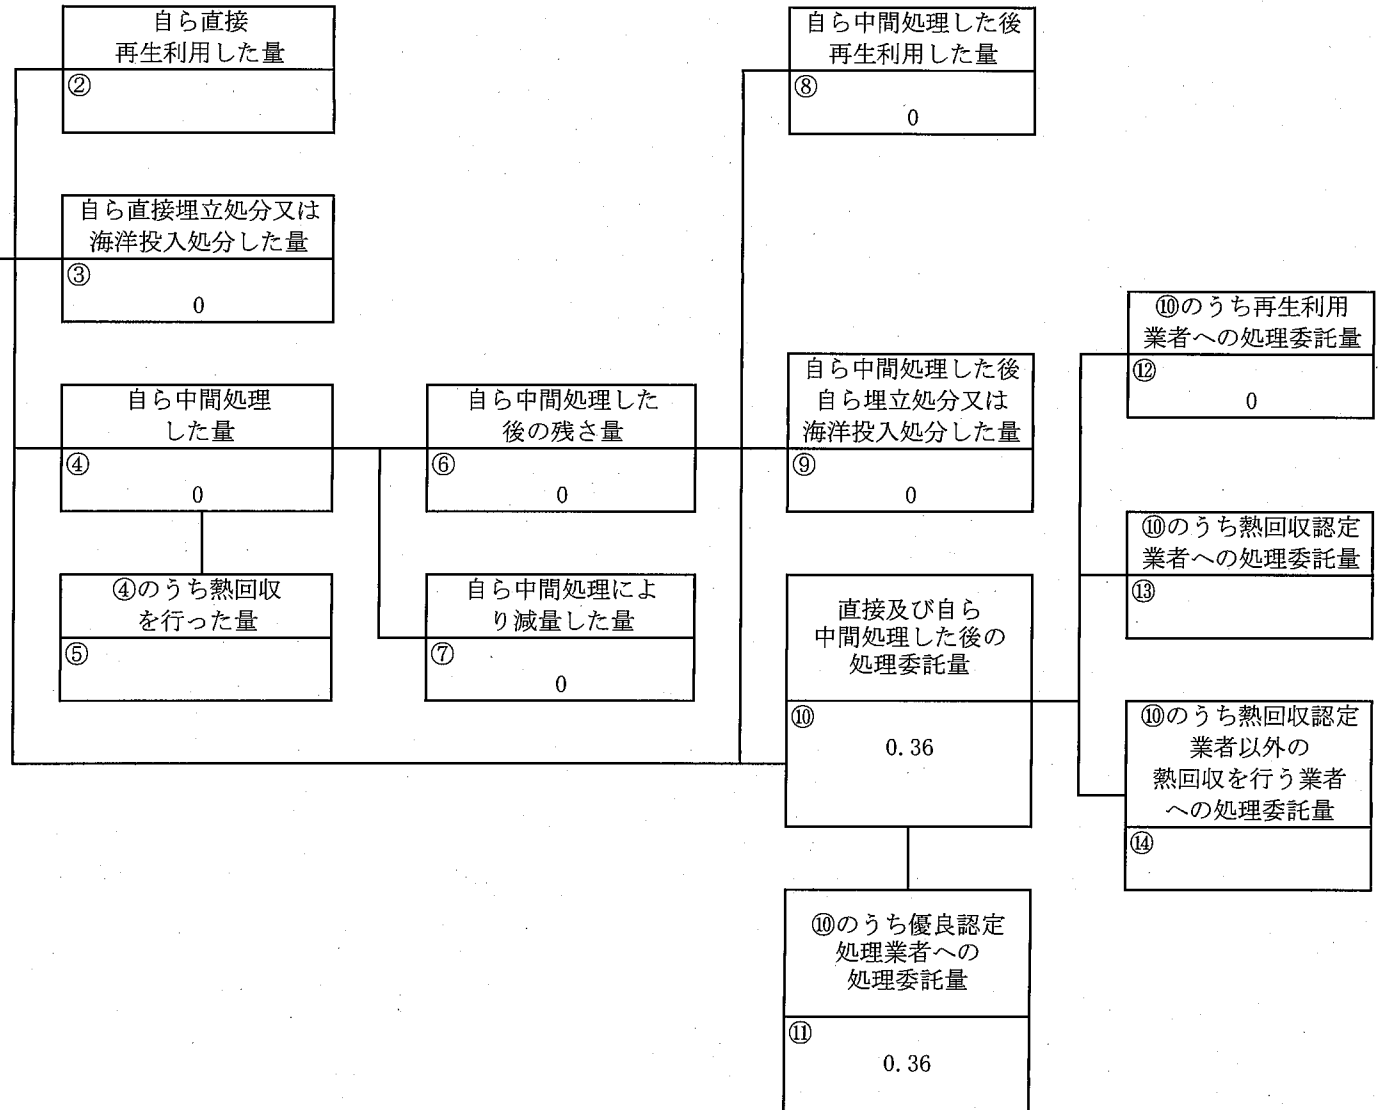 自ら直接
再生利用した量
②
自ら直接埋立処分又は
海洋投入処分した量
③
0
自ら中間処理
した量
④
0
④のうち熱回収
を行った量
⑤
自ら中間処理した
後の残さ量
⑥
0
自ら中間処理によ
り減量した量
⑦
0
自ら中間処理した後
再生利用した量
⑧
0
自ら中間処理した後
自ら埋立処分又は
海洋投入処分した量
⑨
0
直接及び自ら
中間処理した後の
処理委託量
⑩
0.36
⑩のうち優良認定
処理業者への
処理委託量
⑪
0.36
⑩のうち再生利用
業者への処理委託量
⑫
0
⑩のうち熱回収認定
業者への処理委託量
⑬
⑩のうち熱回収認定
業者以外の
熱回収を行う業者
への処理委託量
⑭